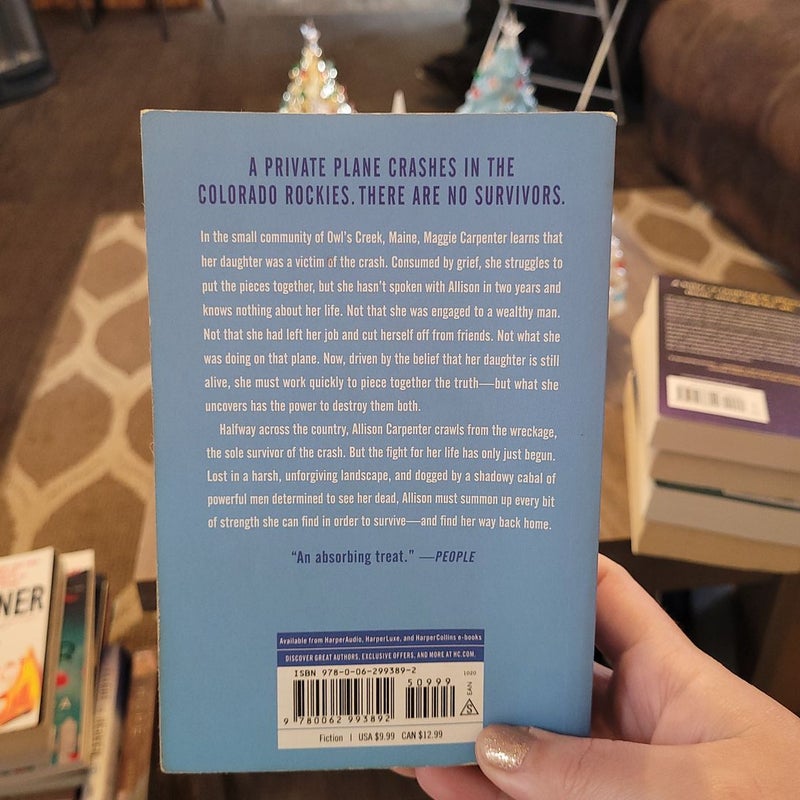 A PRIVATE PLANE CRASHES IN THE
COLORADO ROCKIES. THERE ARE NO SURVIVORS.
In the small community of Owl's Creek, Maine, Maggie Carpenter learns that
her daughter was a victim of the crash. Consumed by grief, she struggles to
put the pieces together, but she hasn't spoken with Allison in two years and
knows nothing about her life. Not that she was engaged to a wealthy man.
Not that she had left her job and cut herself off from friends. Not what she
was doing on that plane. Now, driven by the belief that her daughter is still
alive, she must work quickly to piece together the truth—but what she
uncovers has the power to destroy them both.
Halfway across the country, Allison Carpenter crawls from the wreckage,
the sole survivor of the crash. But the fight for her life has only just begun.
Lost in a harsh, unforgiving landscape, and dogged by a shadowy cabal of
powerful men determined to see her dead, Allison must summon up every bit
of strength she can find in order to survive—and find her way back home.
"An absorbing treat." —PEOPLE
Available from HarperAudio, HarperLuxe, and HarperCollins e-books
DISCOVER GREAT AUTHORS, EXCLUSIVE OFFERS, AND MORE AT HC.COM.
ISBN 978-0-06-299389-2
1020
50999
EAN
9 780062 993892
Fiction | USA $9.99 CAN $12.99
NER